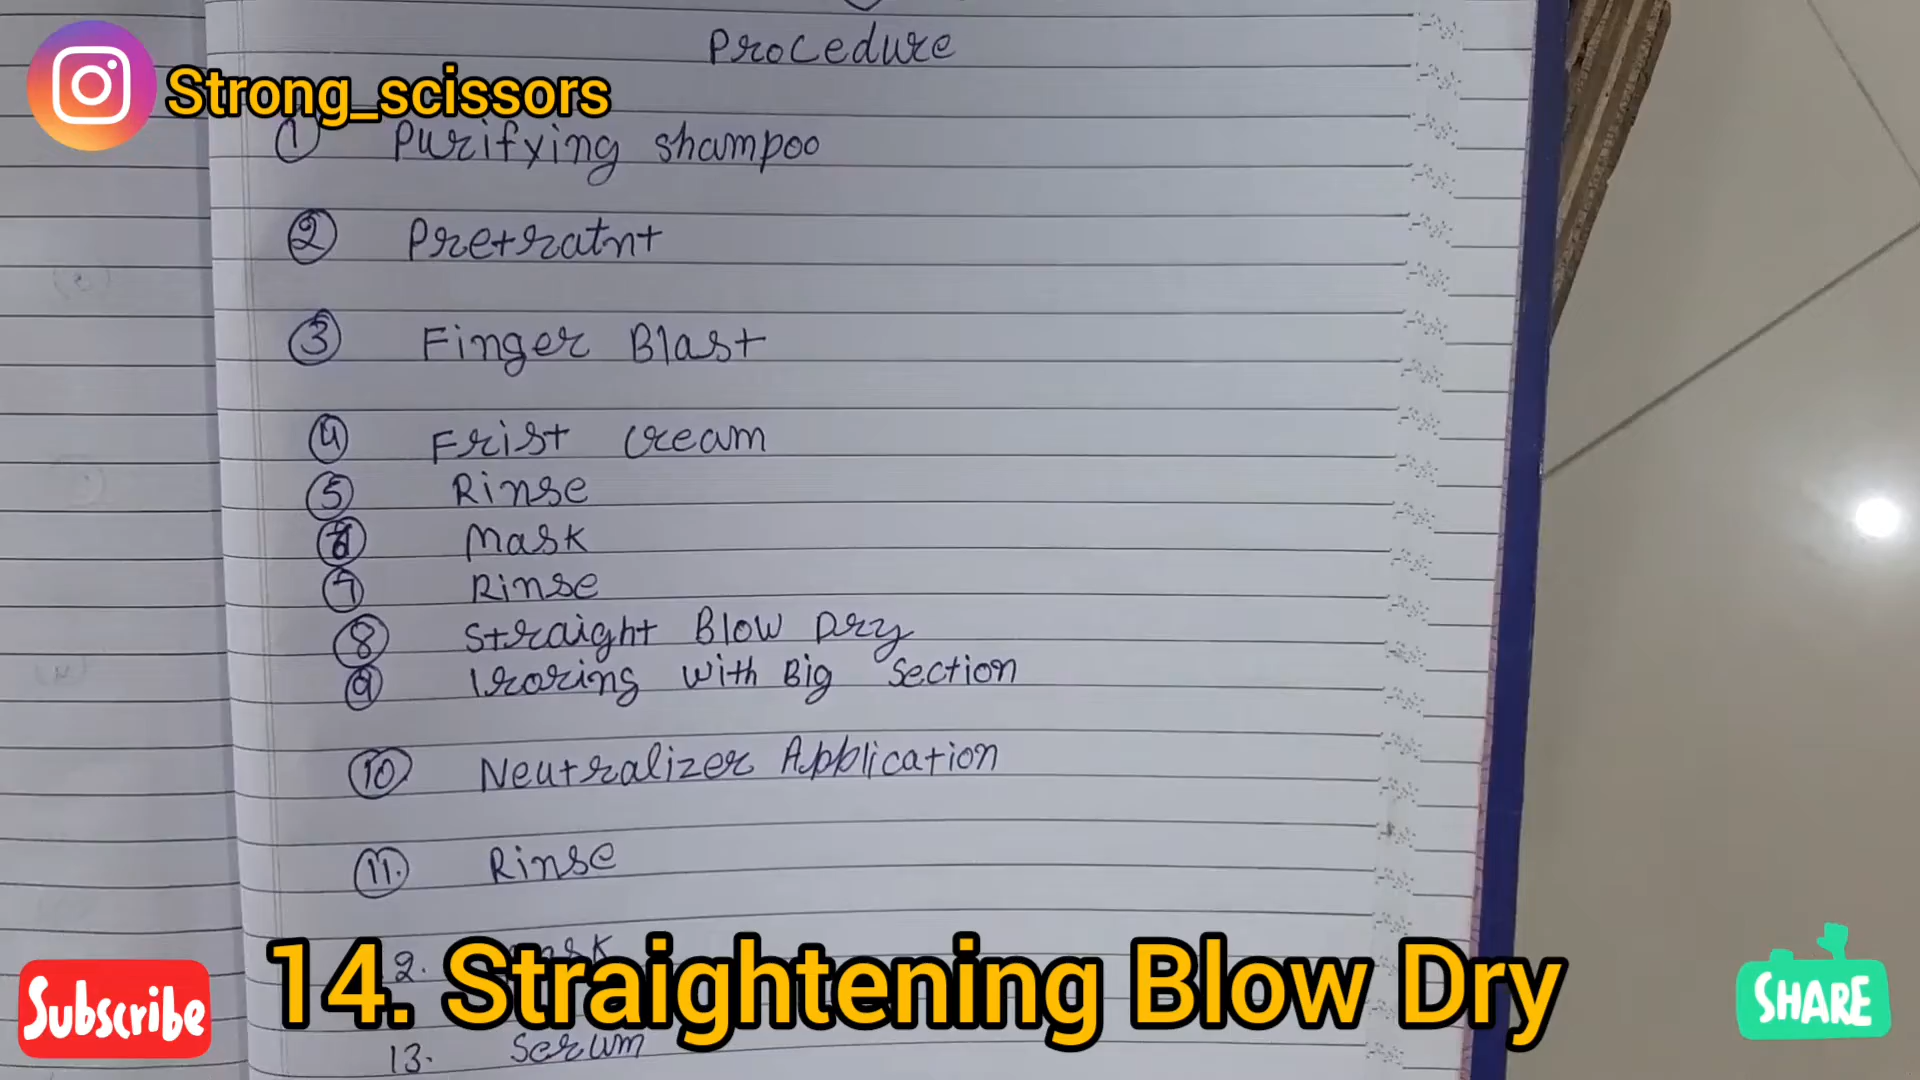 Procedure
Strong_scissors
1 Purifying shampoo
2 Pretratnt
3 Finger Blast
4 Frist cream
5 Rinse
6 Mask
7 Rinse
8 Straight Blow Dry
9 Iroring with Big Section
10 Neutralizer Application
11. Rinse
14. Straightening Blow Dry
13. Serum
Subscribe
SHARE